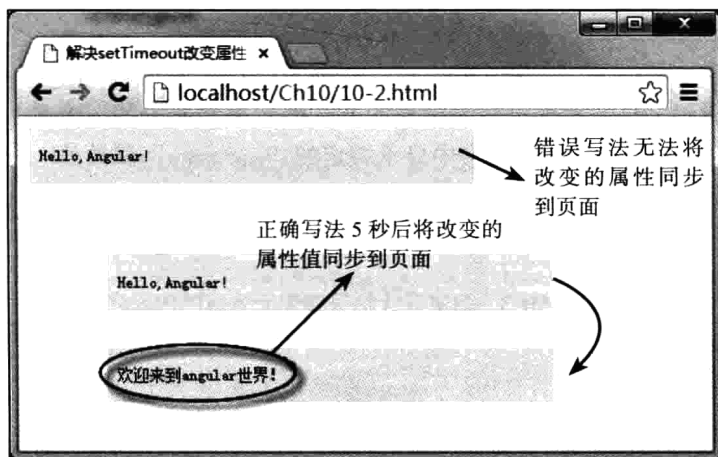 解决setTimeout改变属性
localhost/Ch10/10-2.html
Hello,Angular!
错误写法无法将
改变的属性同步
到页面
正确写法 5 秒后将改变的
属性值同步到页面
Hello,Angular!
欢迎来到angular世界!